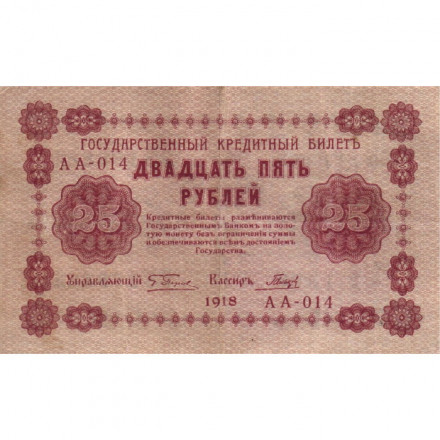 ГОСУДАРСТВЕННЫЙ КРЕДИТНЫЙ БИЛЕТЪ
АА-014
ДВАДЦАТЬ ПЯТЬ
РУБЛЕЙ
25
25
Кредитные билеты размѣниваются
Государственнымъ Банкомъ на золо-
тую монету безъ ограниченія суммы
и обезпечиваются всѣмъ достояніемъ
Государства.
Управляющій
Кассиръ
1918
АА-014